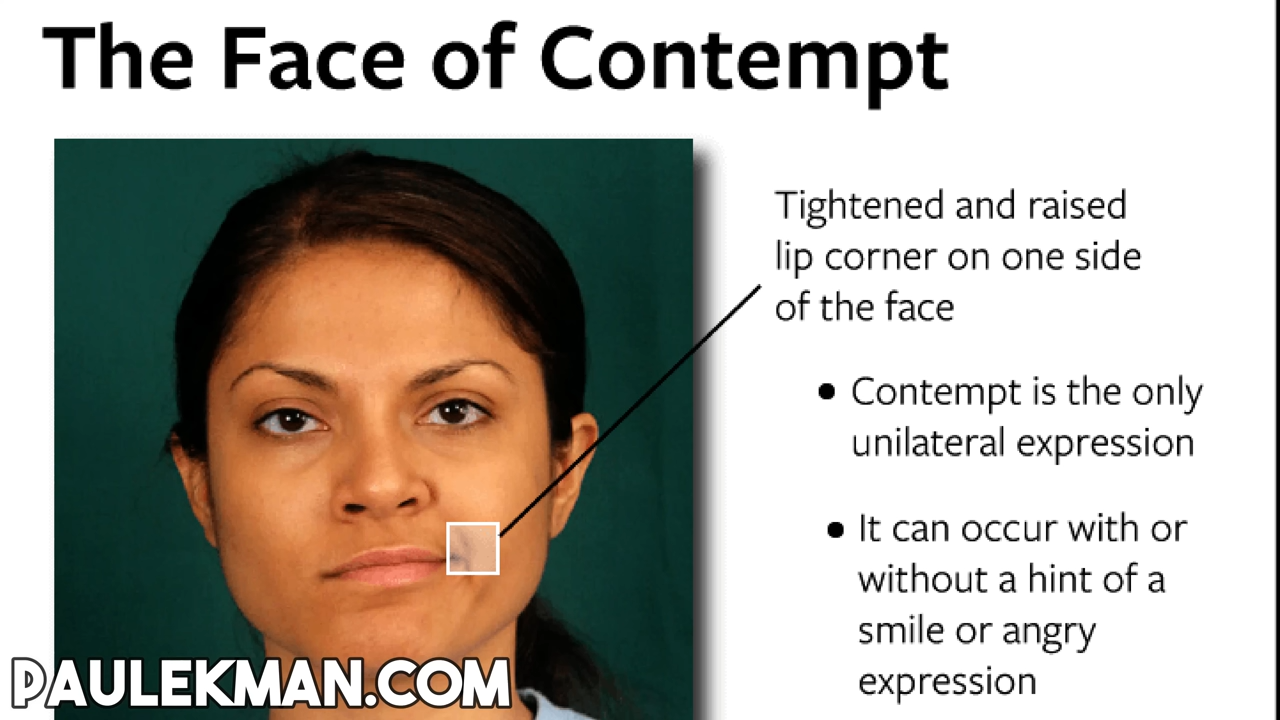 The Face of Contempt
Tightened and raised
lip corner on one side
of the face
• Contempt is the only
unilateral expression
• It can occur with or
without a hint of a
smile or angry
expression
PAULEKMAN.COM